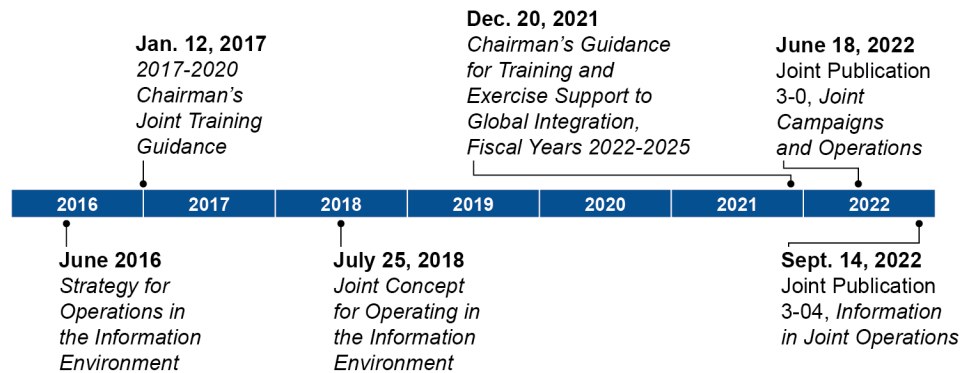 Jan. 12, 2017
2017-2020
Chairman’s
Joint Training
Guidance
Dec. 20, 2021
Chairman’s Guidance
for Training and
Exercise Support to
Global Integration,
Fiscal Years 2022-2025
June 18, 2022
Joint Publication
3-0, Joint
Campaigns
and Operations
2016 2017 2018 2019 2020 2021 2022
June 2016
Strategy for
Operations in
the Information
Environment
July 25, 2018
Joint Concept
for Operating in
the Information
Environment
Sept. 14, 2022
Joint Publication
3-04, Information
in Joint Operations